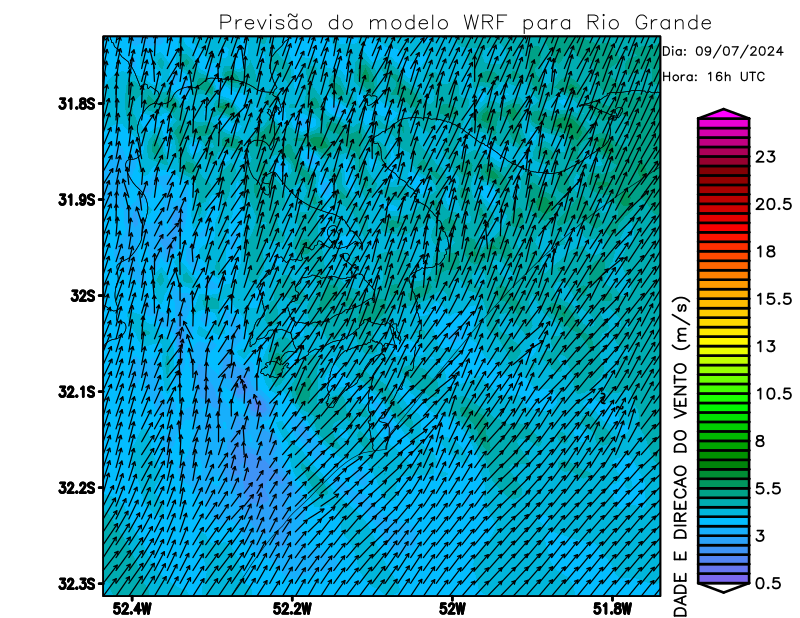 Previsão do modelo WRF para Rio Grande
Dia: 09/07/2024
Hora: 16h UTC
31.8S
31.9S
32S
32.1S
32.2S
32.3S
52.4W
52.2W
52W
51.8W
DADE E DIRECAO DO VENTO (m/s)
23
20.5
18
15.5
13
10.5
8
5.5
3
0.5